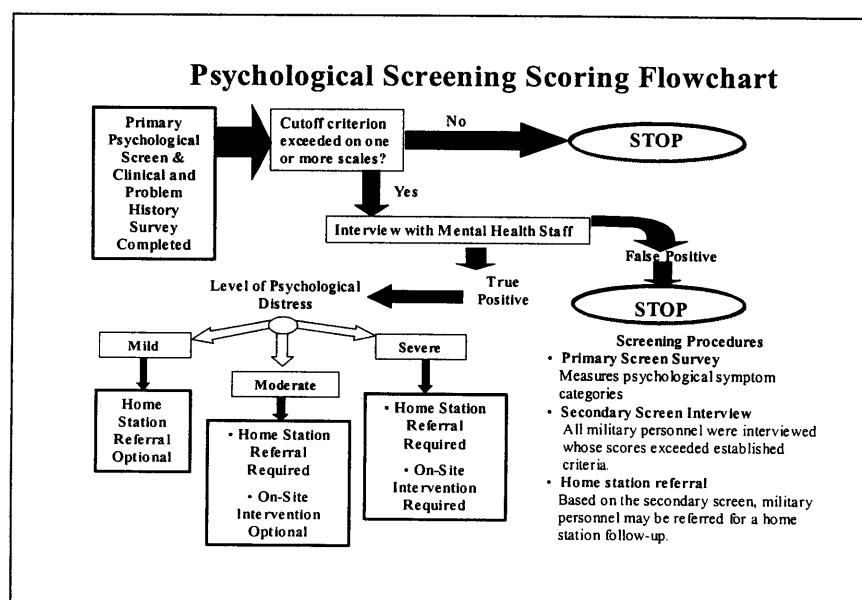 Psychological Screening Scoring Flowchart
Primary
Psychological
Screen &
Clinical and
Problem
History
Survey
Completed
Cutoff criterion
exceeded on one
or more scales?
No
STOP
Yes
Interview with Mental Health Staff
False Positive
True
Positive
STOP
Level of Psychological
Distress
Mild
Moderate
Severe
Home
Station
Referral
Optional
• Home Station
Referral
Required
• On-Site
Intervention
Optional
• Home Station
Referral
Required
• On-Site
Intervention
Required
Screening Procedures
• Primary Screen Survey
Measures psychological symptom
categories
• Secondary Screen Interview
All military personnel were interviewed
whose scores exceeded established
criteria.
• Home station referral
Based on the secondary screen, military
personnel may be referred for a home
station follow-up.